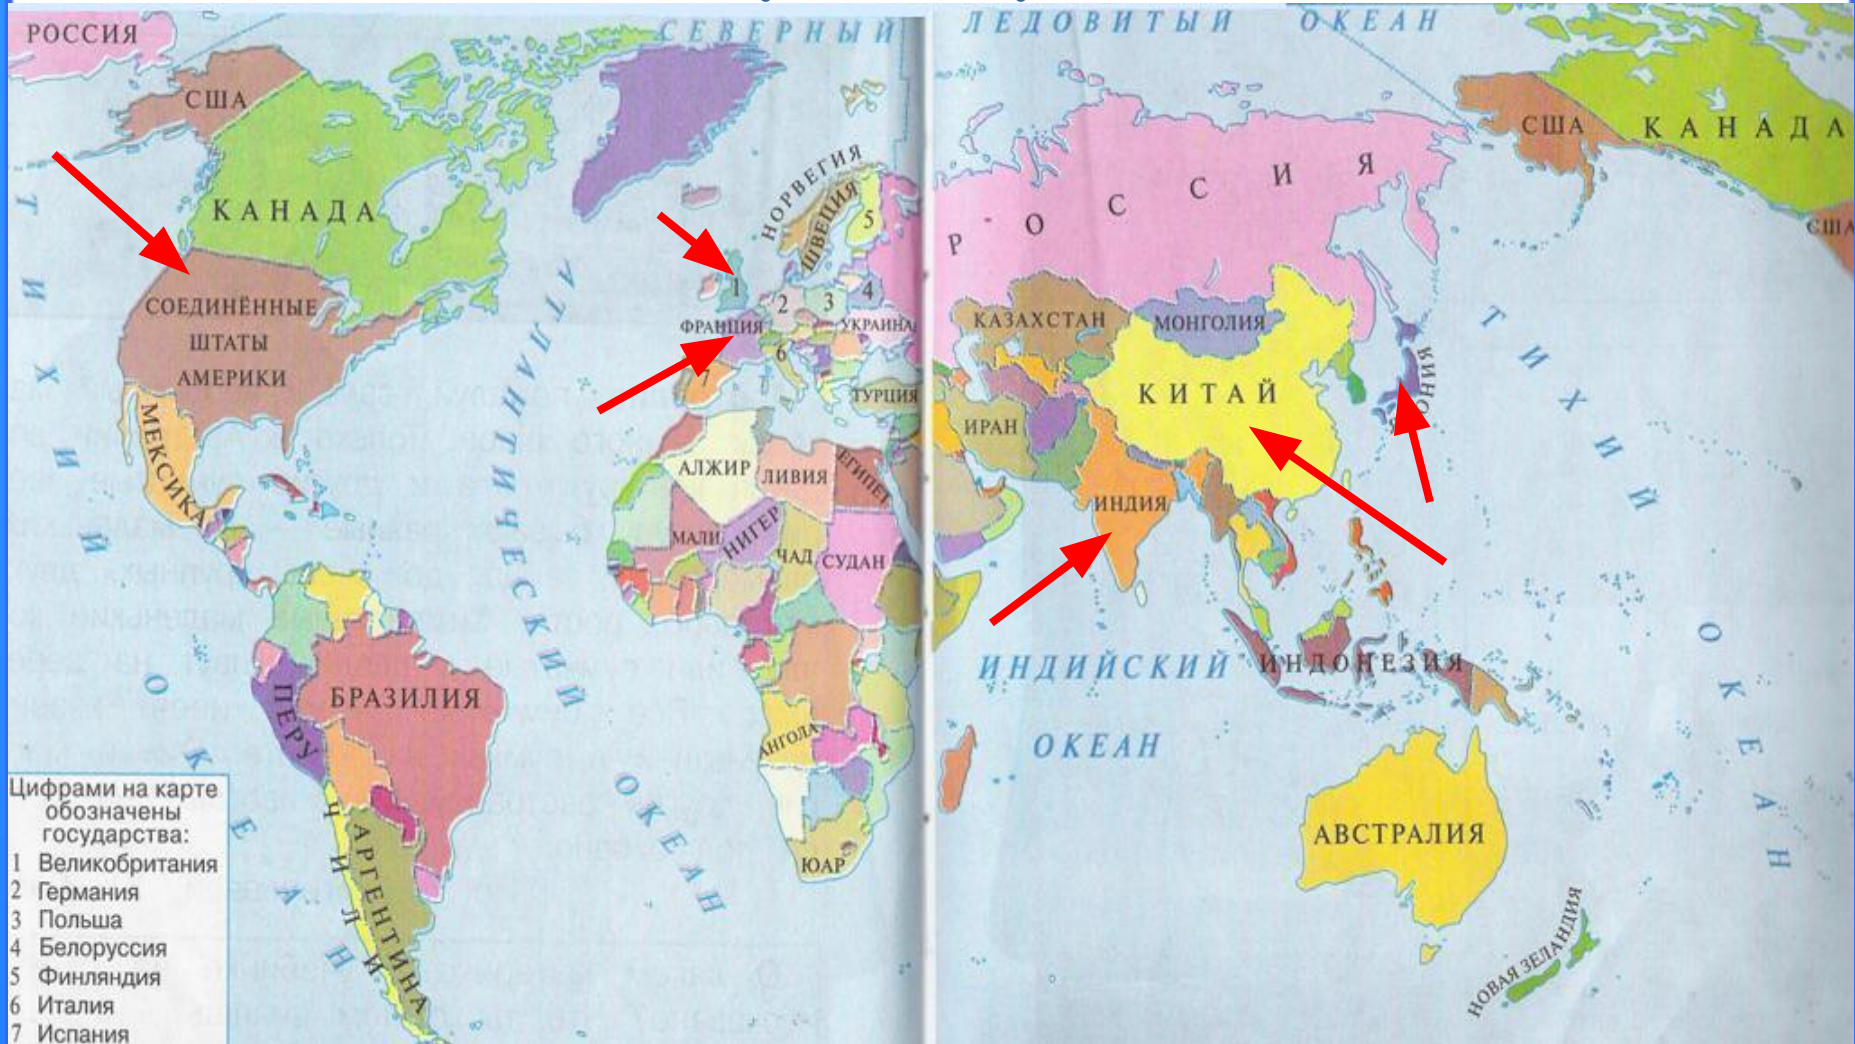 СЕВЕРНЫЙ
ЛЕДОВИТЫЙ ОКЕАН
РОССИЯ
США
КАНАДА
СОЕДИНЁННЫЕ
ШТАТЫ
АМЕРИКИ
МЕКСИКА
ТИХИЙ
ОКЕАН
АТЛАНТИЧЕСКИЙ
ОКЕАН
НОРВЕГИЯ
ШВЕЦИЯ
5
1
2
3
4
ФРАНЦИЯ
УКРАИНА
6
7
ТУРЦИЯ
АЛЖИР
ЛИВИЯ
ЕГИПЕТ
МАЛИ
НИГЕР
ЧАД
СУДАН
АНГОЛА
ЮАР
ПЕРУ
БРАЗИЛИЯ
ЧИЛИ
АРГЕНТИНА
РОССИЯ
США
КАНАДА
США
КАЗАХСТАН
МОНГОЛИЯ
КИТАЙ
ЯПОНИЯ
ИРАН
ИНДИЯ
ИНДИЙСКИЙ
ОКЕАН
ИНДОНЕЗИЯ
АВСТРАЛИЯ
НОВАЯ ЗЕЛАНДИЯ
ТИХИЙ
ОКЕАН
Цифрами на карте
обозначены
государства:
1 Великобритания
2 Германия
3 Польша
4 Белоруссия
5 Финляндия
6 Италия
7 Испания